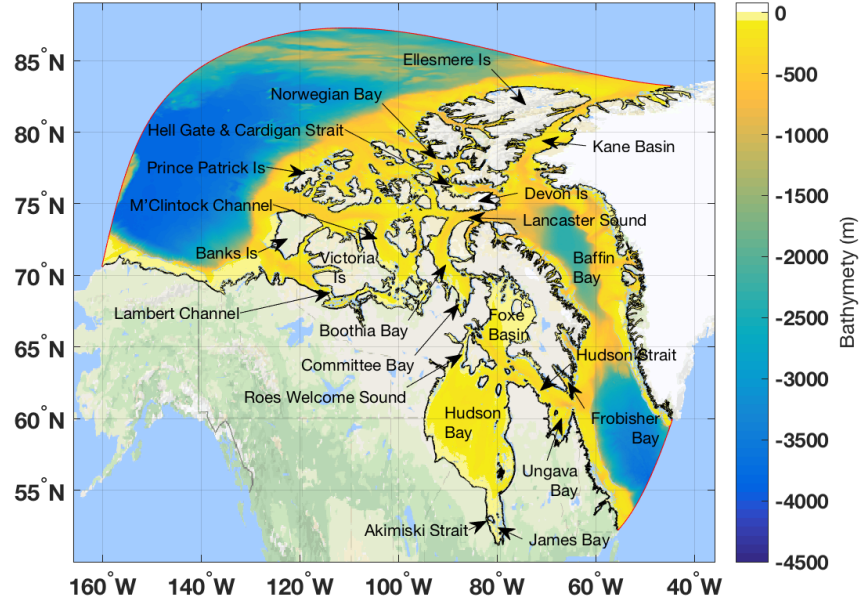 85°N
80°N
75°N
70°N
65°N
60°N
55°N
160°W
140°W
120°W
100°W
80°W
60°W
40°W
Ellesmere Is
Norwegian Bay
Hell Gate & Cardigan Strait
Kane Basin
Prince Patrick Is
Devon Is
M'Clintock Channel
Lancaster Sound
Banks Is
Victoria
Is
Baffin
Bay
Lambert Channel
Boothia Bay
Foxe
Basin
Committee Bay
Hudson Strait
Roes Welcome Sound
Hudson
Bay
Frobisher
Bay
Ungava
Bay
Akimiski Strait
James Bay
0
-500
-1000
-1500
-2000
-2500
-3000
-3500
-4000
-4500
Bathymety (m)